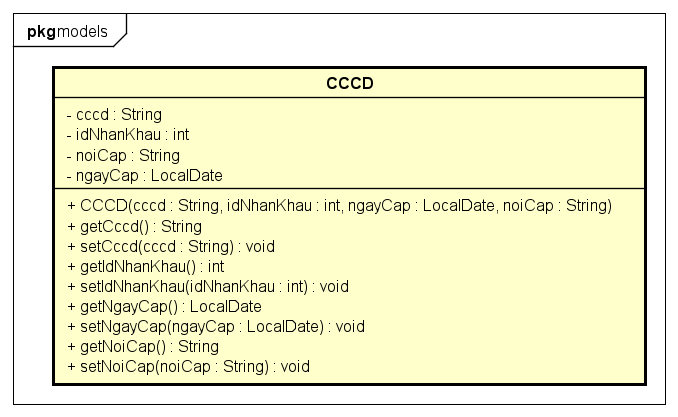 pkg models
CCCD
- cccd : String
- idNhanKhau : int
- noiCap : String
- ngayCap : LocalDate
+ CCCD(cccd : String, idNhanKhau : int, ngayCap : LocalDate, noiCap : String)
+ getCccd() : String
+ setCccd(cccd : String) : void
+ getIdNhanKhau() : int
+ setIdNhanKhau(idNhanKhau : int) : void
+ getNgayCap() : LocalDate
+ setNgayCap(ngayCap : LocalDate) : void
+ getNoiCap() : String
+ setNoiCap(noiCap : String) : void